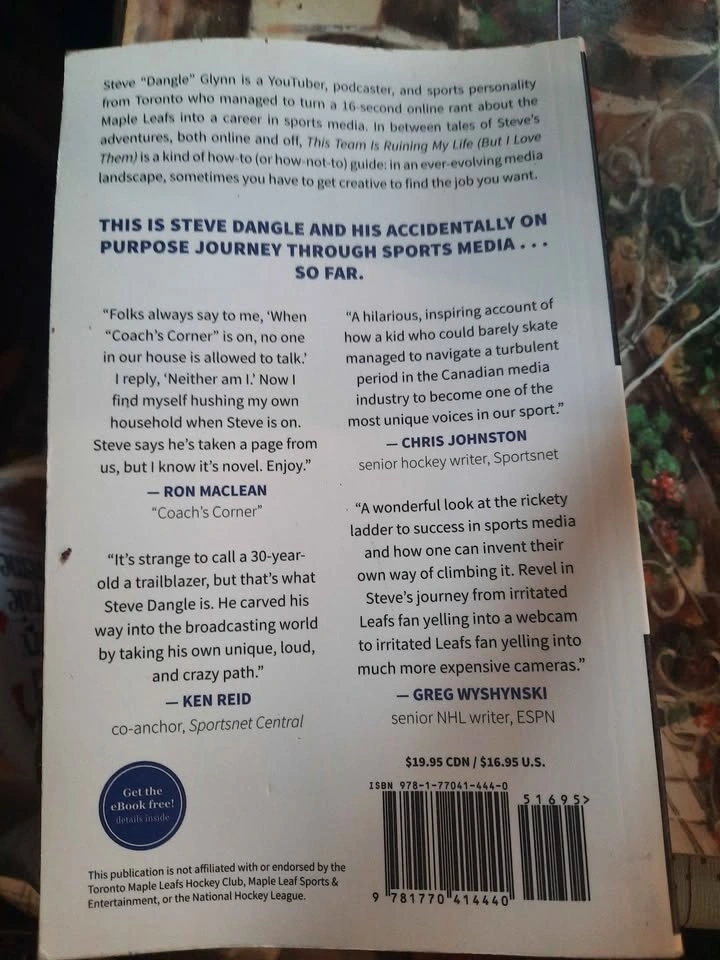 Steve “Dangle” Glynn is a YouTuber, podcaster, and sports personality
from Toronto who managed to turn a 16-second online rant about the
Maple Leafs into a career in sports media. In between tales of Steve’s
adventures, both online and off, This Team Is Ruining My Life (But I Love
Them) is a kind of how-to (or how-not-to) guide: in an ever-evolving media
landscape, sometimes you have to get creative to find the job you want.
THIS IS STEVE DANGLE AND HIS ACCIDENTALLY ON
PURPOSE JOURNEY THROUGH SPORTS MEDIA . . .
SO FAR.
“Folks always say to me, ‘When
“Coach’s Corner” is on, no one
in our house is allowed to talk.’
I reply, ‘Neither am I.’ Now I
find myself hushing my own
household when Steve is on.
Steve says he’s taken a page from
us, but I know it’s novel. Enjoy.”
— RON MACLEAN
“Coach’s Corner”
“It’s strange to call a 30-year-
old a trailblazer, but that’s what
Steve Dangle is. He carved his
way into the broadcasting world
by taking his own unique, loud,
and crazy path.”
— KEN REID
co-anchor, Sportsnet Central
“A hilarious, inspiring account of
how a kid who could barely skate
managed to navigate a turbulent
period in the Canadian media
industry to become one of the
most unique voices in our sport.”
— CHRIS JOHNSTON
senior hockey writer, Sportsnet
“A wonderful look at the rickety
ladder to success in sports media
and how one can invent their
own way of climbing it. Revel in
Steve’s journey from irritated
Leafs fan yelling into a webcam
to irritated Leafs fan yelling into
much more expensive cameras.”
— GREG WYSHYNSKI
senior NHL writer, ESPN
Get the
eBook free!
details inside
This publication is not affiliated with or endorsed by the
Toronto Maple Leafs Hockey Club, Maple Leaf Sports &
Entertainment, or the National Hockey League.
$19.95 CDN / $16.95 U.S.
ISBN 978-1-77041-444-0
51695>
9 781770 414440